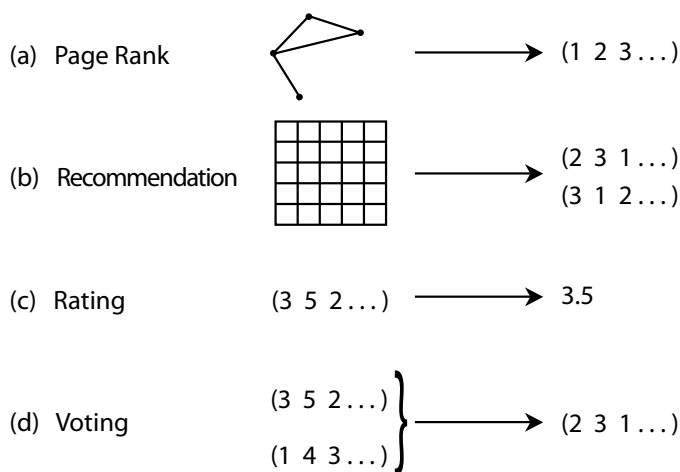 (a) Page Rank (1 2 3 . . . )
(b) Recommendation (2 3 1 . . . )
(3 1 2 . . . )
(c) Rating (3 5 2 . . . ) 3.5
(3 5 2 . . . )
(d) Voting (2 3 1 . . . )
(1 4 3 . . . )